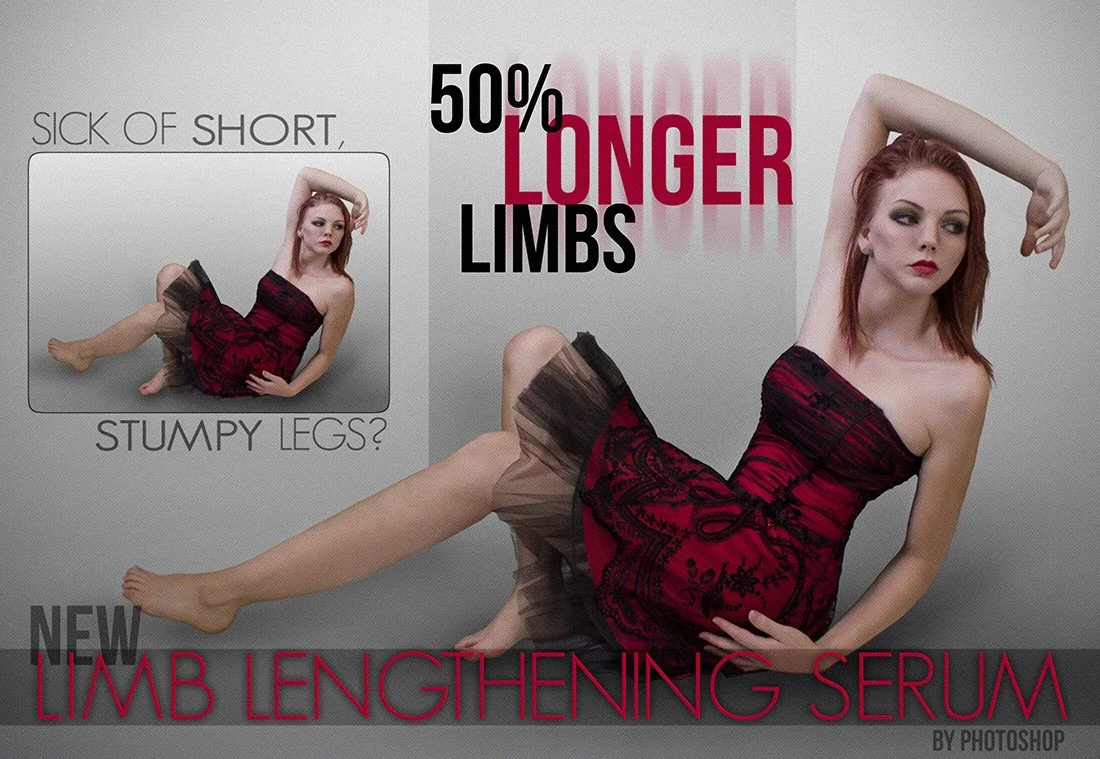 SICK OF SHORT,
STUMPY LEGS?
50%
LONGER
LIMBS
NEW
LIMB LENGTHENING SERUM
BY PHOTOSHOP